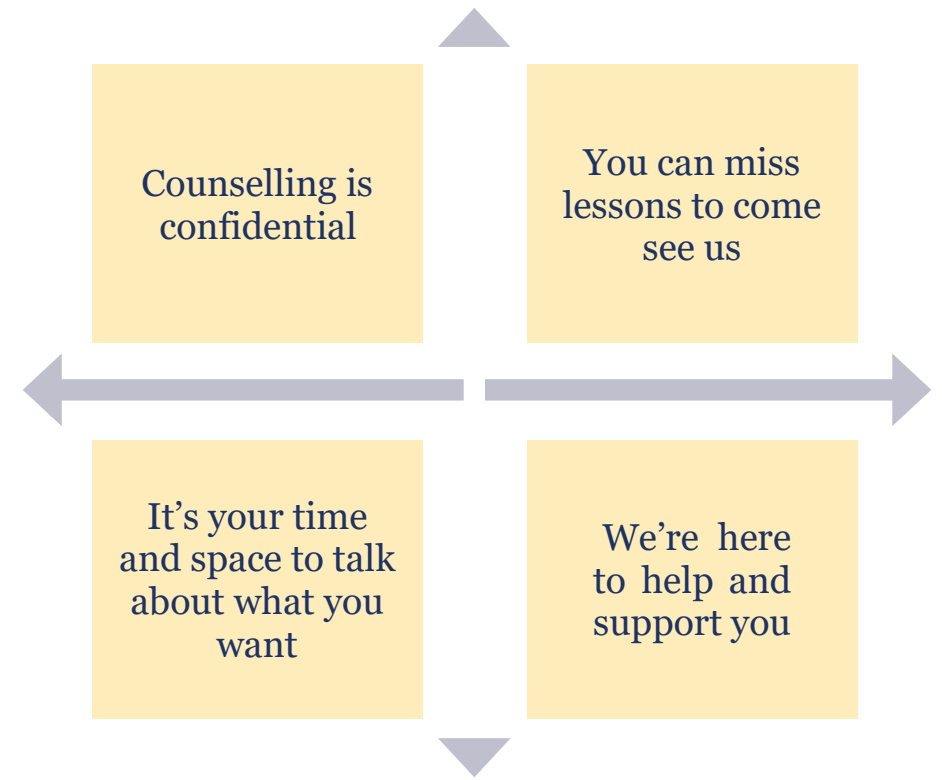 Counselling is
confidential
You can miss
lessons to come
see us
It’s your time
and space to talk
about what you
want
We’re here
to help and
support you